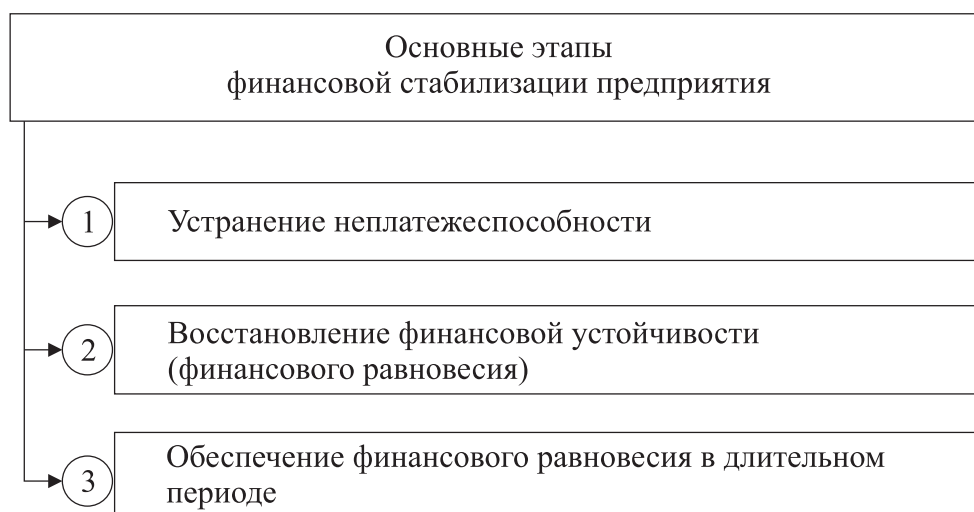 Основные этапы
финансовой стабилизации предприятия
1 Устранение неплатежеспособности
2 Восстановление финансовой устойчивости
(финансового равновесия)
3 Обеспечение финансового равновесия в длительном
периоде